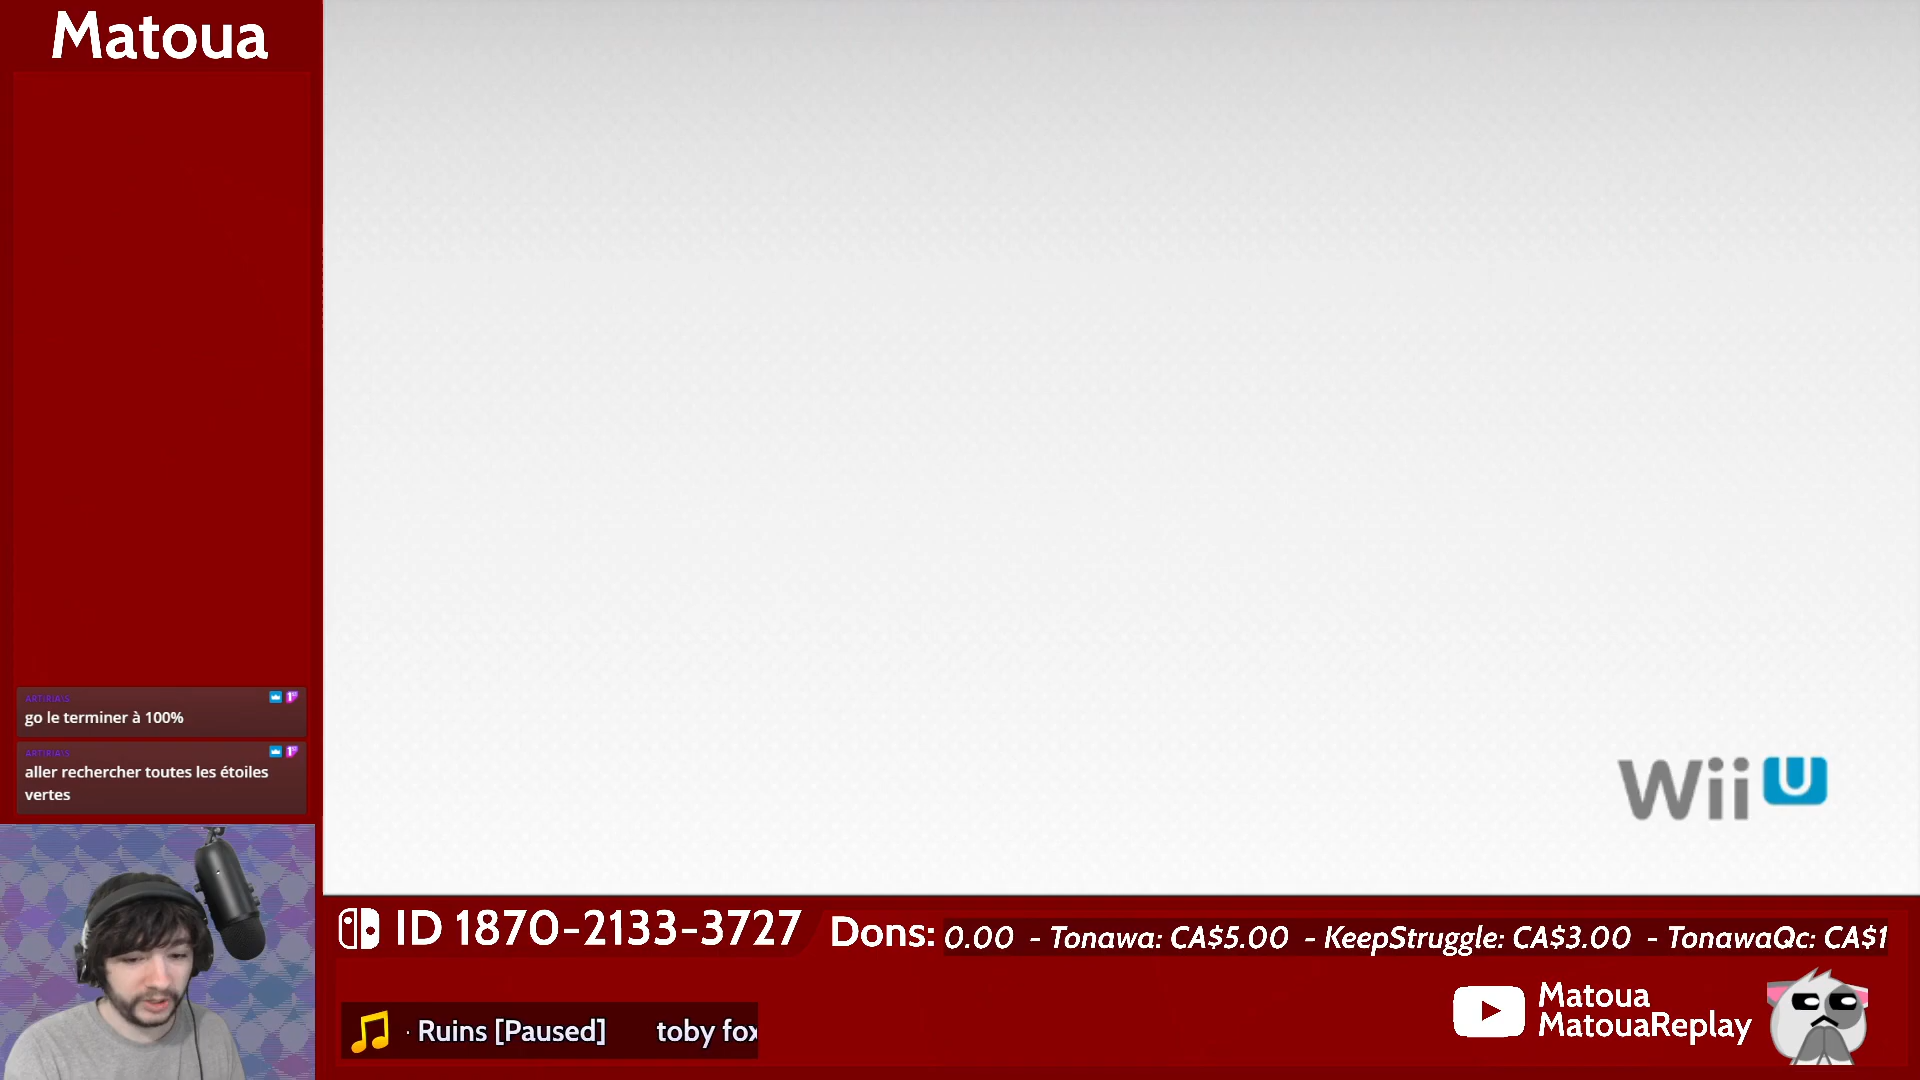 Matoua
go le terminer à 100%
aller rechercher toutes les étoiles
vertes
Wii U
ID 1870-2133-3727
Dons: 0.00 - Tonawa: CA$5.00 - KeepStruggle: CA$3.00 - TonawaQc: CA$1
· Ruins [Paused] toby fox
Matoua
MatouaReplay